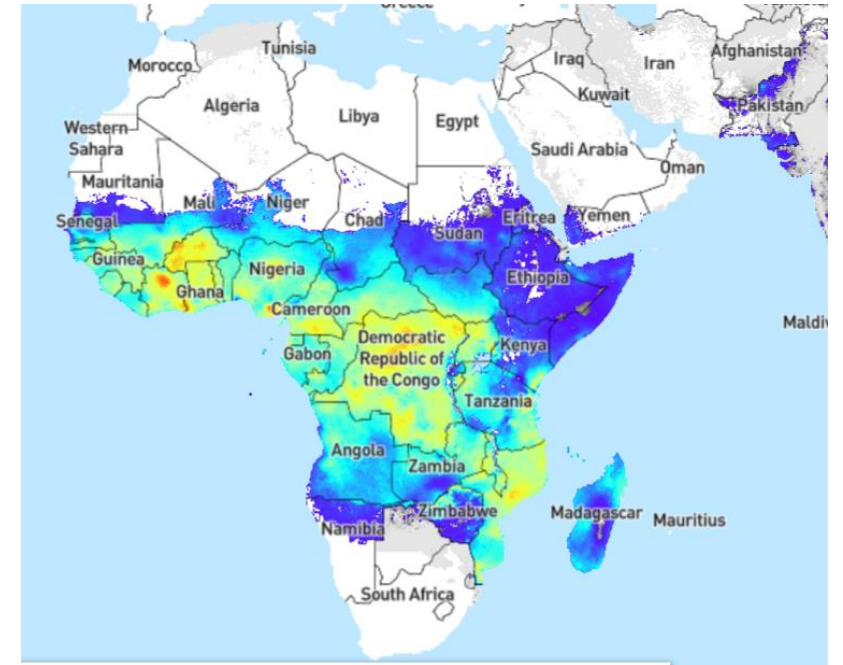 Greece
Tunisia
Morocco
Afghanistan
Iraq
Iran
Kuwait
Pakistan
Algeria
Libya
Egypt
Western
Sahara
Saudi Arabia
Oman
Mauritania
Mali
Niger
Chad
Senegal
Sudan
Eritrea
Yemen
Guinea
Nigeria
Ethiopia
Ghana
Cameroon
Maldiv
Democratic
Republic of
the Congo
Gabon
Kenya
Tanzania
Angola
Zambia
Zimbabwe
Madagascar
Mauritius
Namibia
South Africa